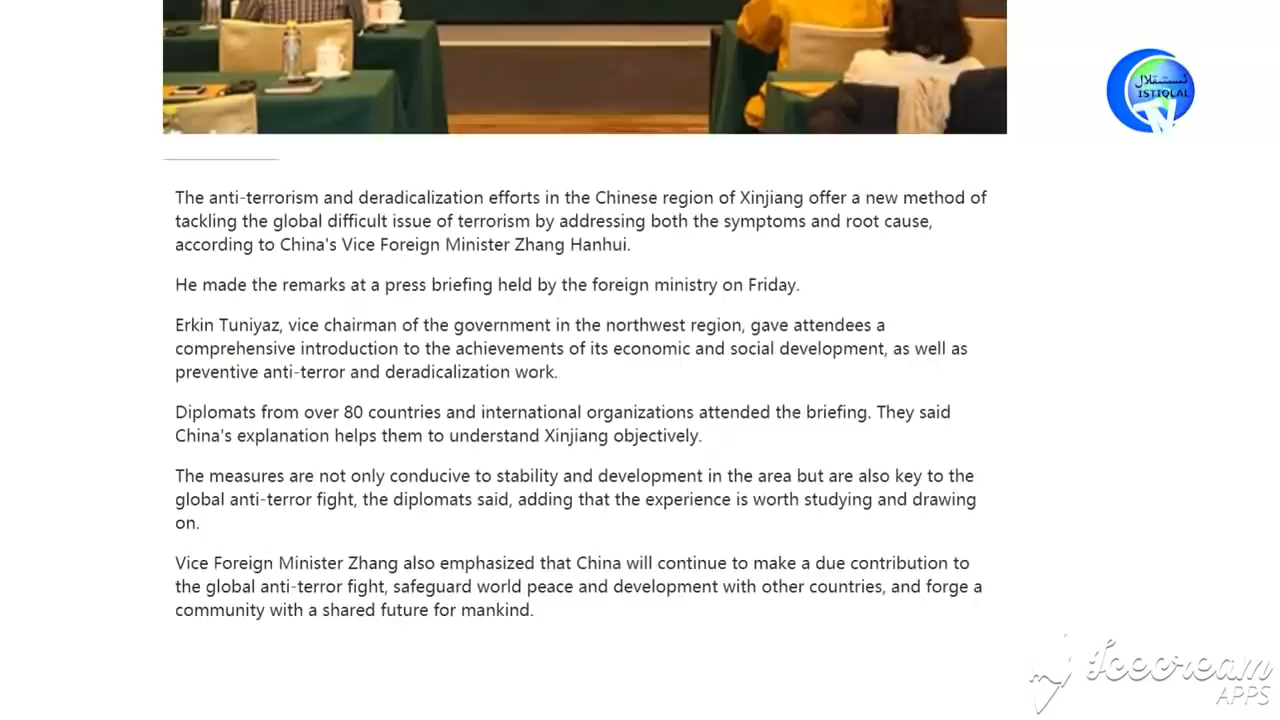 ئىستىقلال
ISTIQLAL
TV
The anti-terrorism and deradicalization efforts in the Chinese region of Xinjiang offer a new method of
tackling the global difficult issue of terrorism by addressing both the symptoms and root cause,
according to China's Vice Foreign Minister Zhang Hanhui.
He made the remarks at a press briefing held by the foreign ministry on Friday.
Erkin Tuniyaz, vice chairman of the government in the northwest region, gave attendees a
comprehensive introduction to the achievements of its economic and social development, as well as
preventive anti-terror and deradicalization work.
Diplomats from over 80 countries and international organizations attended the briefing. They said
China's explanation helps them to understand Xinjiang objectively.
The measures are not only conducive to stability and development in the area but are also key to the
global anti-terror fight, the diplomats said, adding that the experience is worth studying and drawing
on.
Vice Foreign Minister Zhang also emphasized that China will continue to make a due contribution to
the global anti-terror fight, safeguard world peace and development with other countries, and forge a
community with a shared future for mankind.
Icecream
APPS